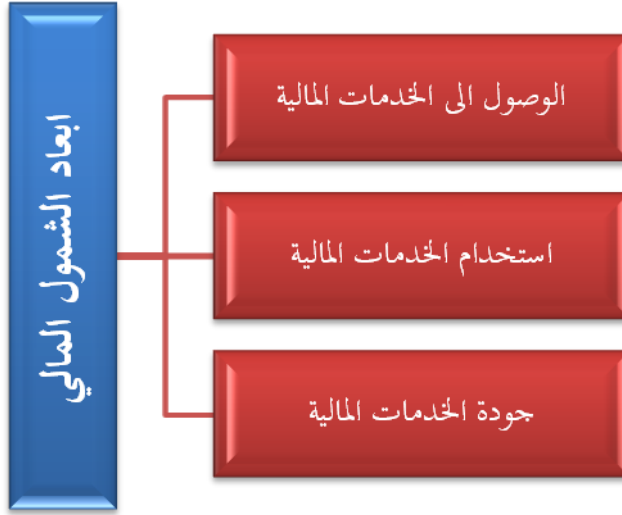 ابعاد الشمول المالي
الوصول الى الخدمات المالية
استخدام الخدمات المالية
جودة الخدمات المالية